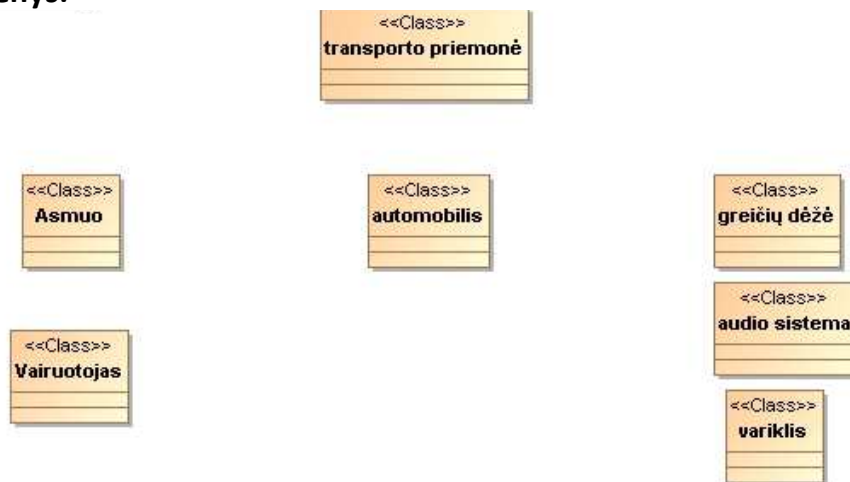 <<Class>>
transporto priemonė
<<Class>>
Asmuo
<<Class>>
automobilis
<<Class>>
greičių dėžė
<<Class>>
audio sistema
<<Class>>
Vairuotojas
<<Class>>
variklis